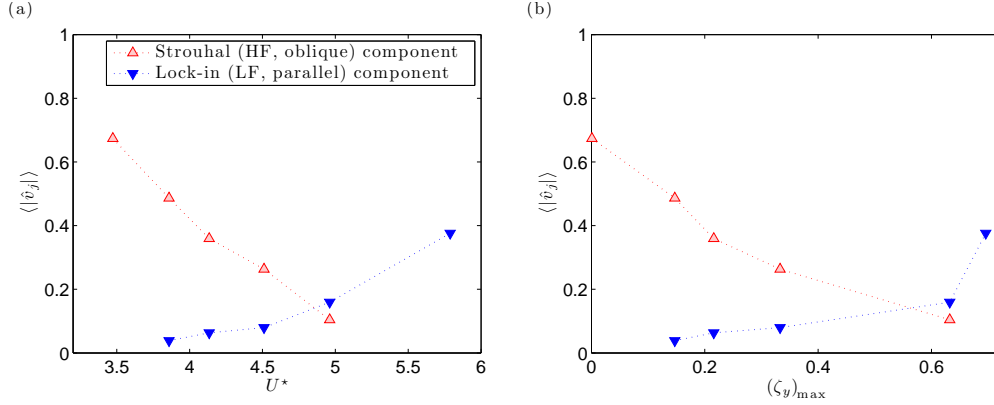 (a)
1
0.8
0.6
0.4
0.2
0
⟨|v̂_j|⟩
3.5 4 4.5 5 5.5 6
U⋆
Strouhal (HF, oblique) component
Lock-in (LF, parallel) component
(b)
1
0.8
0.6
0.4
0.2
0
⟨|v̂_j|⟩
0 0.2 0.4 0.6
(ζ_y)_max